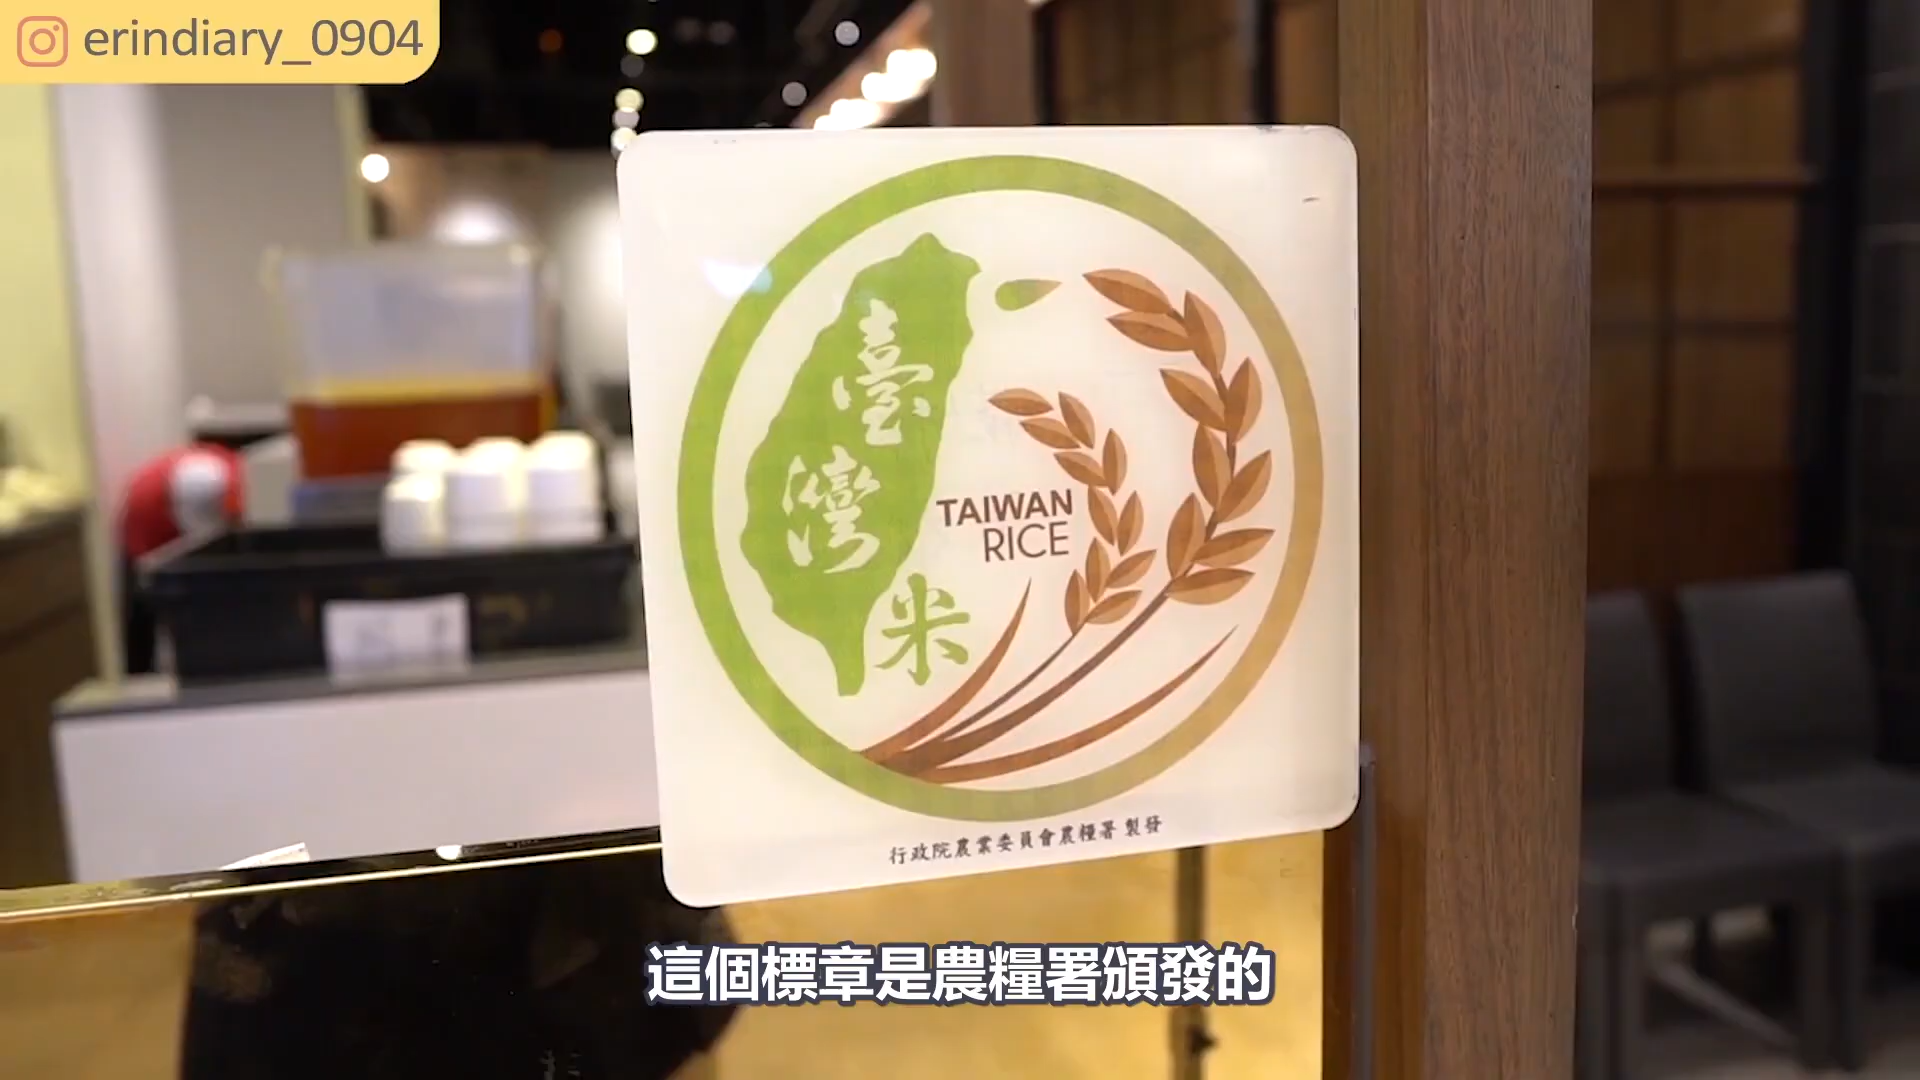 erindiary_0904
臺灣米
TAIWAN
RICE
行政院農業委員會農糧署 製發
這個標章是農糧署頒發的